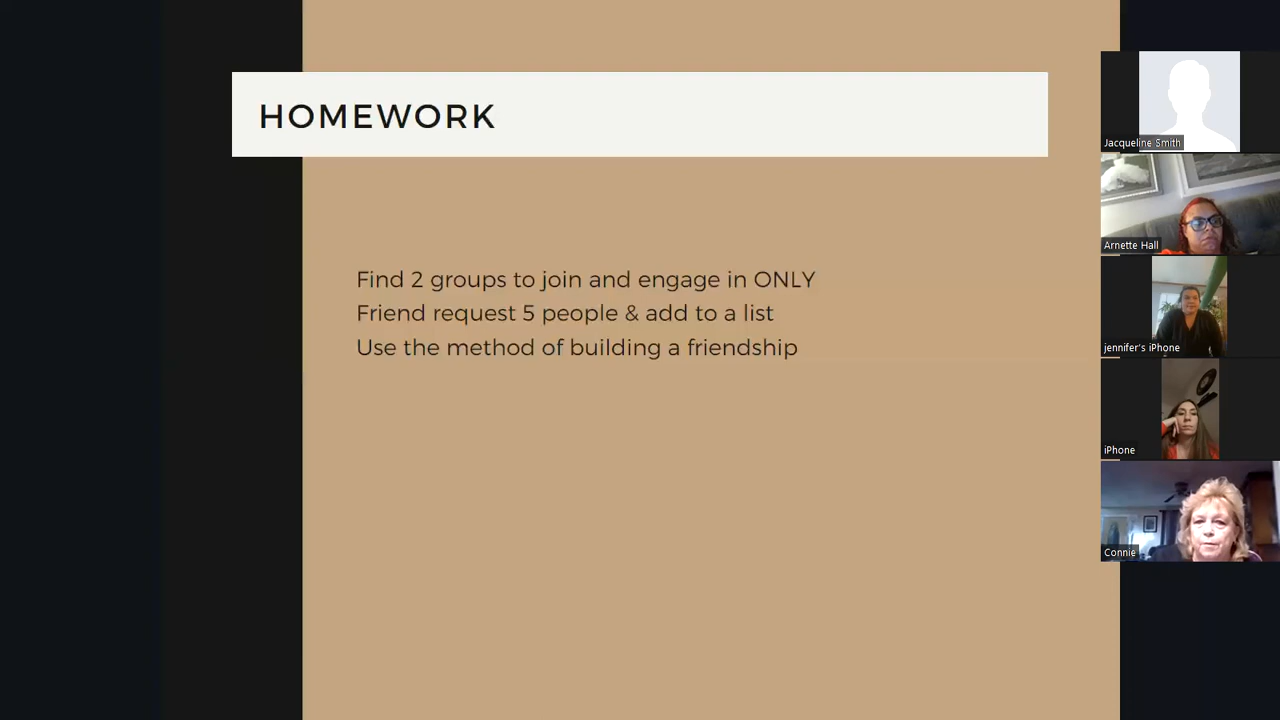 HOMEWORK
Find 2 groups to join and engage in ONLY
Friend request 5 people & add to a list
Use the method of building a friendship
Jacqueline Smith
Arnette Hall
jennifer's iPhone
iPhone
Connie